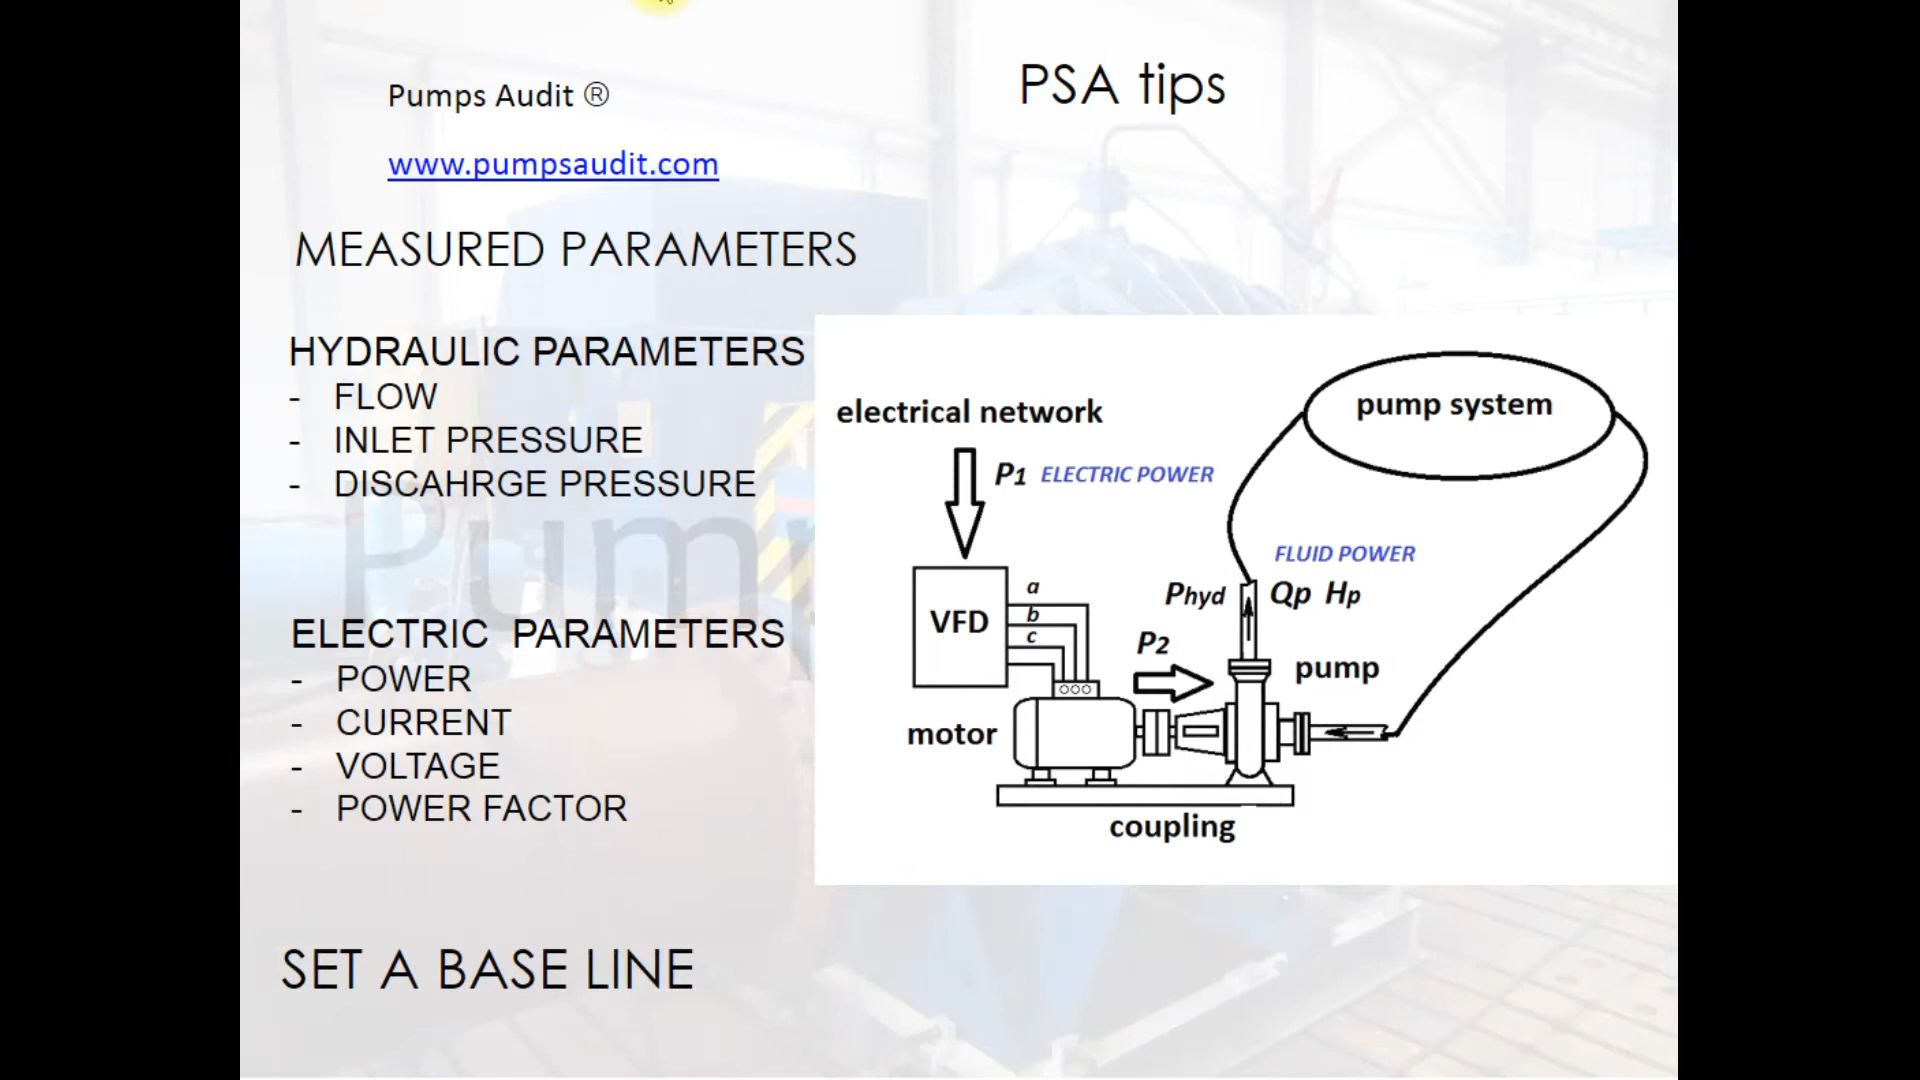 Pumps Audit ®
PSA tips
www.pumpsaudit.com
MEASURED PARAMETERS
HYDRAULIC PARAMETERS
- FLOW
- INLET PRESSURE
- DISCAHRGE PRESSURE
ELECTRIC PARAMETERS
- POWER
- CURRENT
- VOLTAGE
- POWER FACTOR
SET A BASE LINE
electrical network
P1 ELECTRIC POWER
pump system
FLUID POWER
Phyd Qp Hp
VFD
a
b
c
P2
pump
motor
coupling
Pum